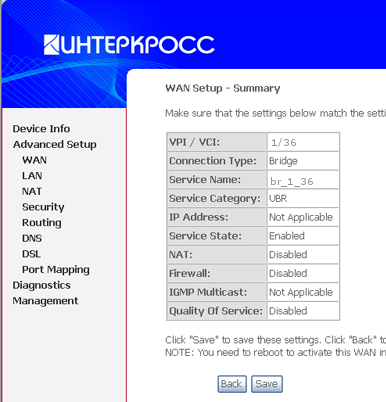 ИНТЕРКРОСС
WAN Setup - Summary
Make sure that the settings below match the
Device Info
Advanced Setup
WAN
LAN
NAT
Security
Routing
DNS
DSL
Port Mapping
Diagnostics
Management
VPI / VCI: 1/36
Connection Type: Bridge
Service Name: br_1_36
Service Category: UBR
IP Address: Not Applicable
Service State: Enabled
NAT: Disabled
Firewall: Disabled
IGMP Multicast: Not Applicable
Quality Of Service: Disabled
Click "Save" to save these settings. Click "Back"
NOTE: You need to reboot to activate this WAN
Back Save